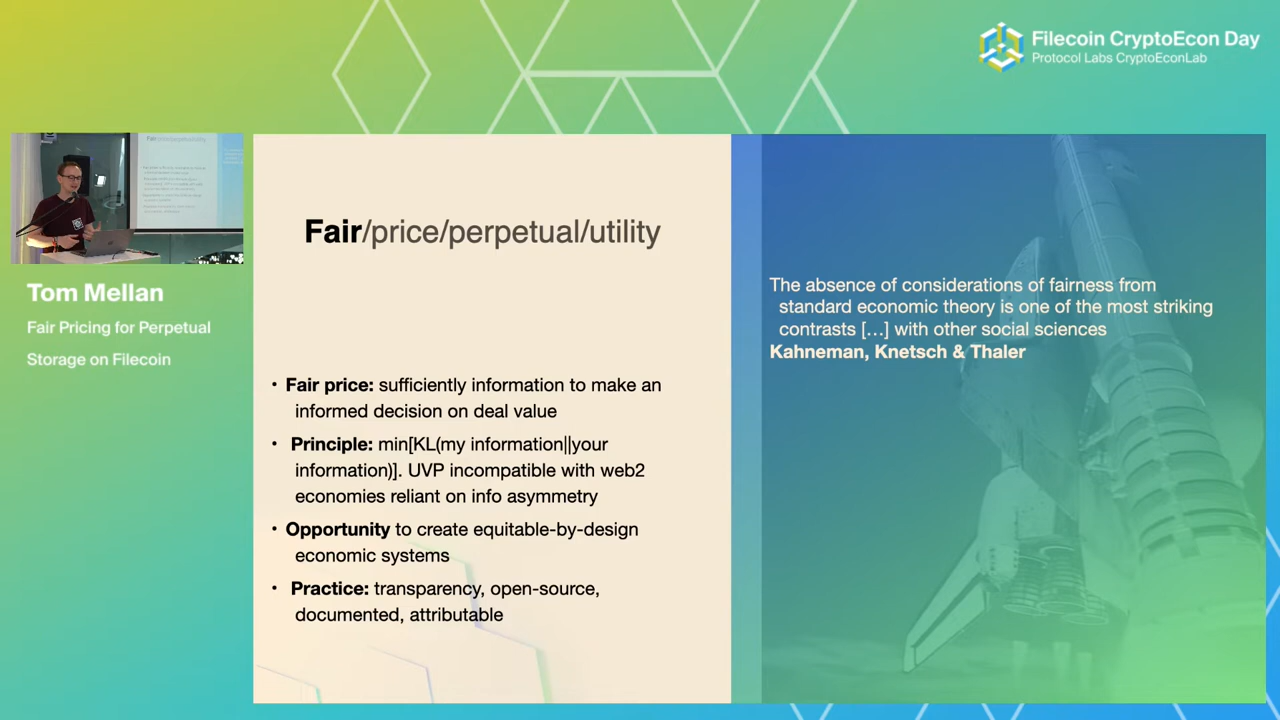 Filecoin CryptoEcon Day
Protocol Labs CryptoEconLab
Tom Mellan
Fair Pricing for Perpetual
Storage on Filecoin
Fair/price/perpetual/utility
• Fair price: sufficiently information to make an
informed decision on deal value
• Principle: min[KL(my information||your
information)]. UVP incompatible with web2
economies reliant on info asymmetry
• Opportunity to create equitable-by-design
economic systems
• Practice: transparency, open-source,
documented, attributable
The absence of considerations of fairness from
standard economic theory is one of the most striking
contrasts […] with other social sciences
Kahneman, Knetsch & Thaler